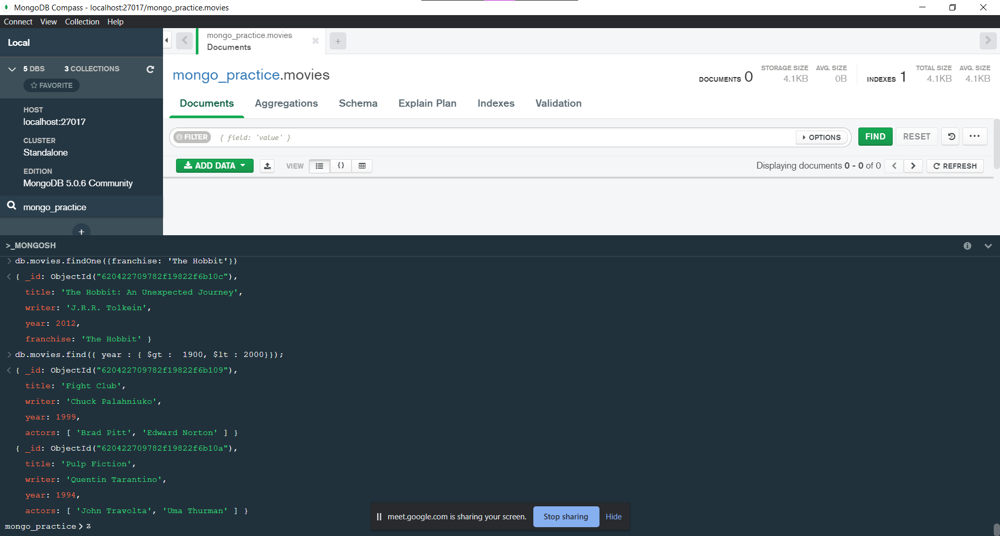 MongoDB Compass - localhost:27017/mongo_practice.movies
Connect View Collection Help
Local
5 DBS 3 COLLECTIONS
FAVORITE
HOST
localhost:27017
CLUSTER
Standalone
EDITION
MongoDB 5.0.6 Community
mongo_practice
+
mongo_practice.movies
Documents
+
mongo_practice.movies
DOCUMENTS 0 STORAGE SIZE 4.1KB AVG. SIZE 0B INDEXES 1 TOTAL SIZE 4.1KB AVG. SIZE 4.1KB
Documents Aggregations Schema Explain Plan Indexes Validation
FILTER { field: 'value' } OPTIONS FIND RESET ...
ADD DATA VIEW {} Displaying documents 0 - 0 of 0 < > REFRESH
>_MONGOSH
> db.movies.findOne({franchise: 'The Hobbit'})
< { _id: ObjectId("620422709782f19822f6b10c"),
title: 'The Hobbit: An Unexpected Journey',
writer: 'J.R.R. Tolkein',
year: 2012,
franchise: 'The Hobbit' }
> db.movies.find({ year : { $gt :  1900, $lt : 2000}});
< { _id: ObjectId("620422709782f19822f6b109"),
title: 'Fight Club',
writer: 'Chuck Palahniuko',
year: 1999,
actors: [ 'Brad Pitt', 'Edward Norton' ] }
{ _id: ObjectId("620422709782f19822f6b10a"),
title: 'Pulp Fiction',
writer: 'Quentin Tarantino',
year: 1994,
actors: [ 'John Travolta', 'Uma Thurman' ] }
mongo_practice > z
meet.google.com is sharing your screen. Stop sharing Hide